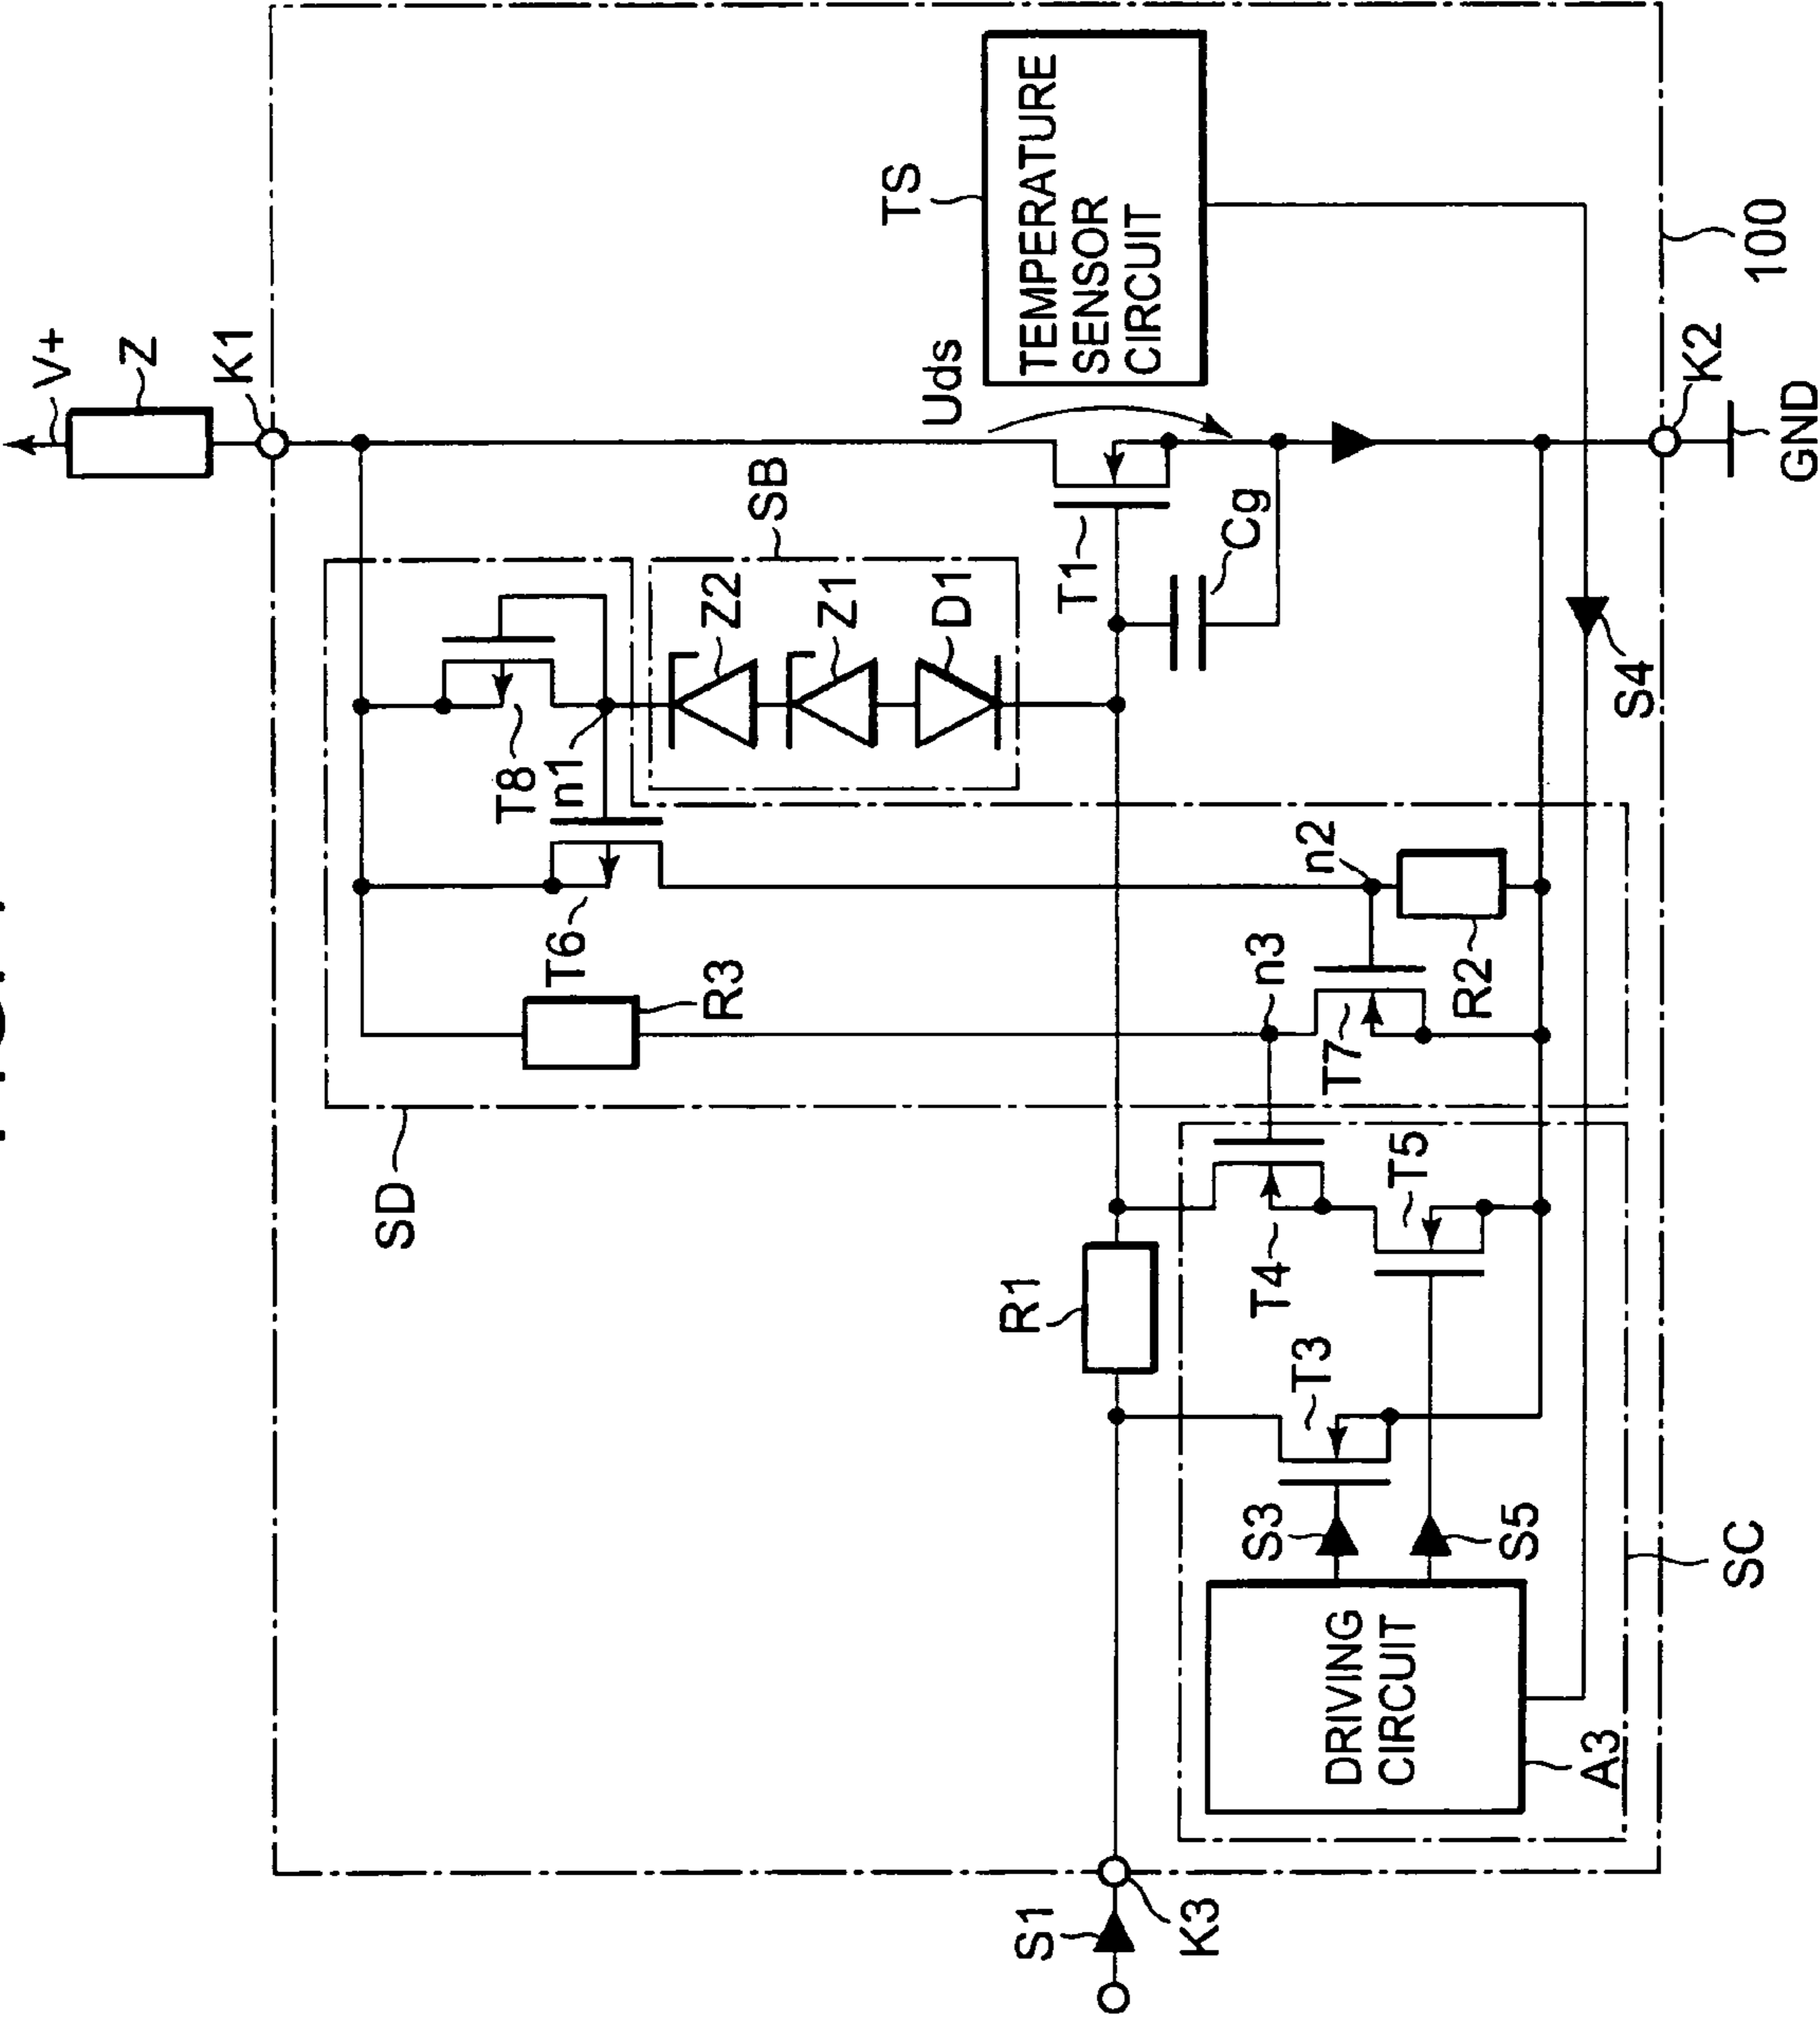 V+
Z
K1
TS
TEMPERATURE
SENSOR
CIRCUIT
Uds
SB
Z2
Z1
D1
T1
Cg
T8
n1
T6
R3
SD
n2
n3
R2
T7
S4
100
K2
GND
R1
T4
T5
T3
S3
S5
DRIVING
CIRCUIT
A3
SC
S1
K3